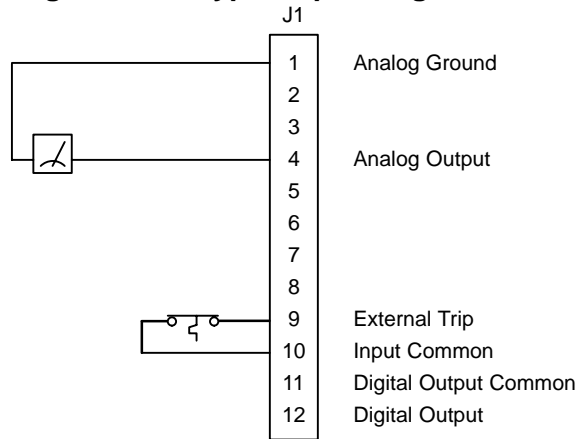 J1
1 Analog Ground
2
3
4 Analog Output
5
6
7
8
9 External Trip
10 Input Common
11 Digital Output Common
12 Digital Output